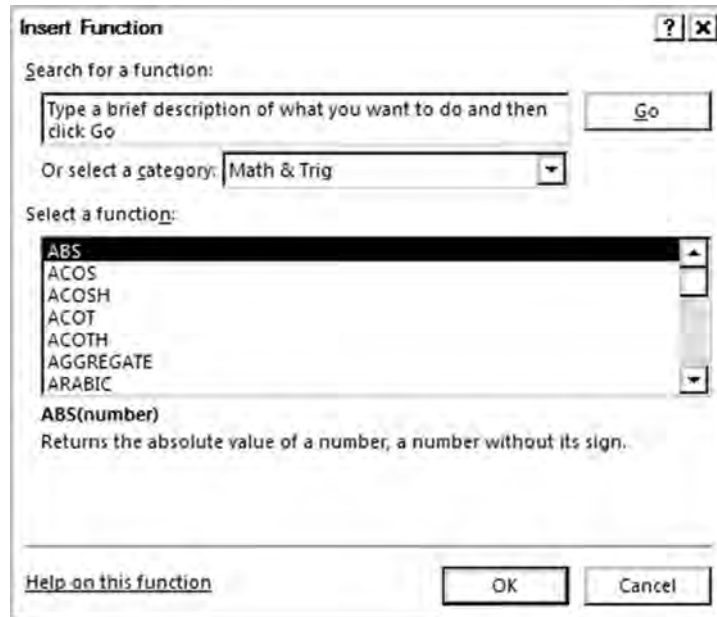 Insert Function
? X
Search for a function:
Type a brief description of what you want to do and then
click Go
Go
Or select a category: Math & Trig
Select a function:
ABS
ACOS
ACOSH
ACOT
ACOTH
AGGREGATE
ARABIC
ABS(number)
Returns the absolute value of a number, a number without its sign.
Help on this function
OK
Cancel